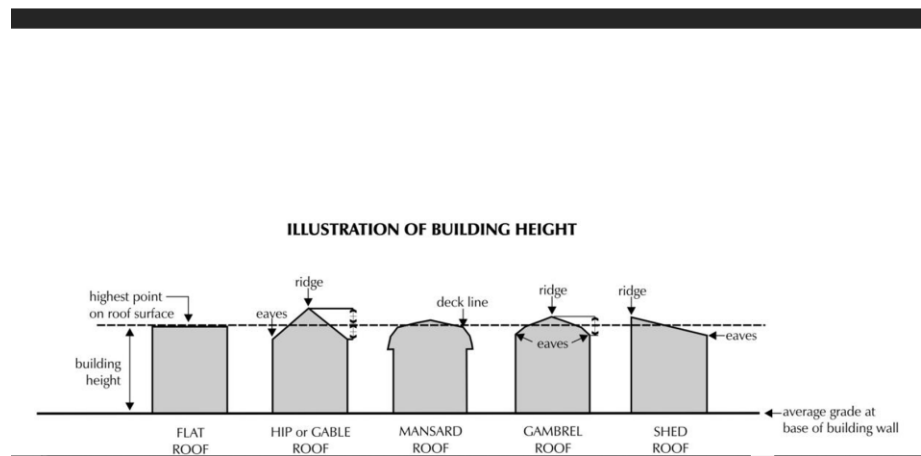 ILLUSTRATION OF BUILDING HEIGHT
highest point
on roof surface
ridge
eaves
deck line
ridge
eaves
ridge
eaves
building
height
average grade at
base of building wall
FLAT
ROOF
HIP or GABLE
ROOF
MANSARD
ROOF
GAMBREL
ROOF
SHED
ROOF